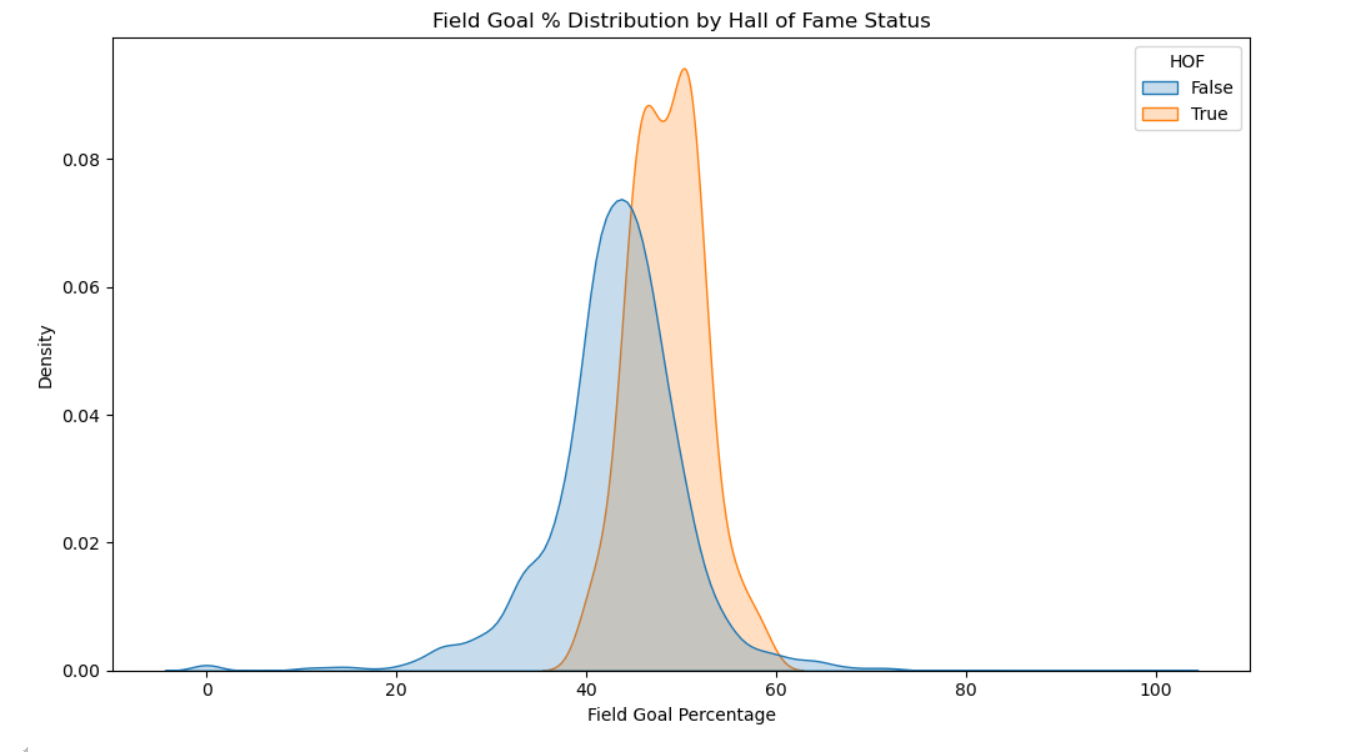 Field Goal % Distribution by Hall of Fame Status
HOF
False
True
0.08
0.06
0.04
0.02
0.00
Density
0 20 40 60 80 100
Field Goal Percentage